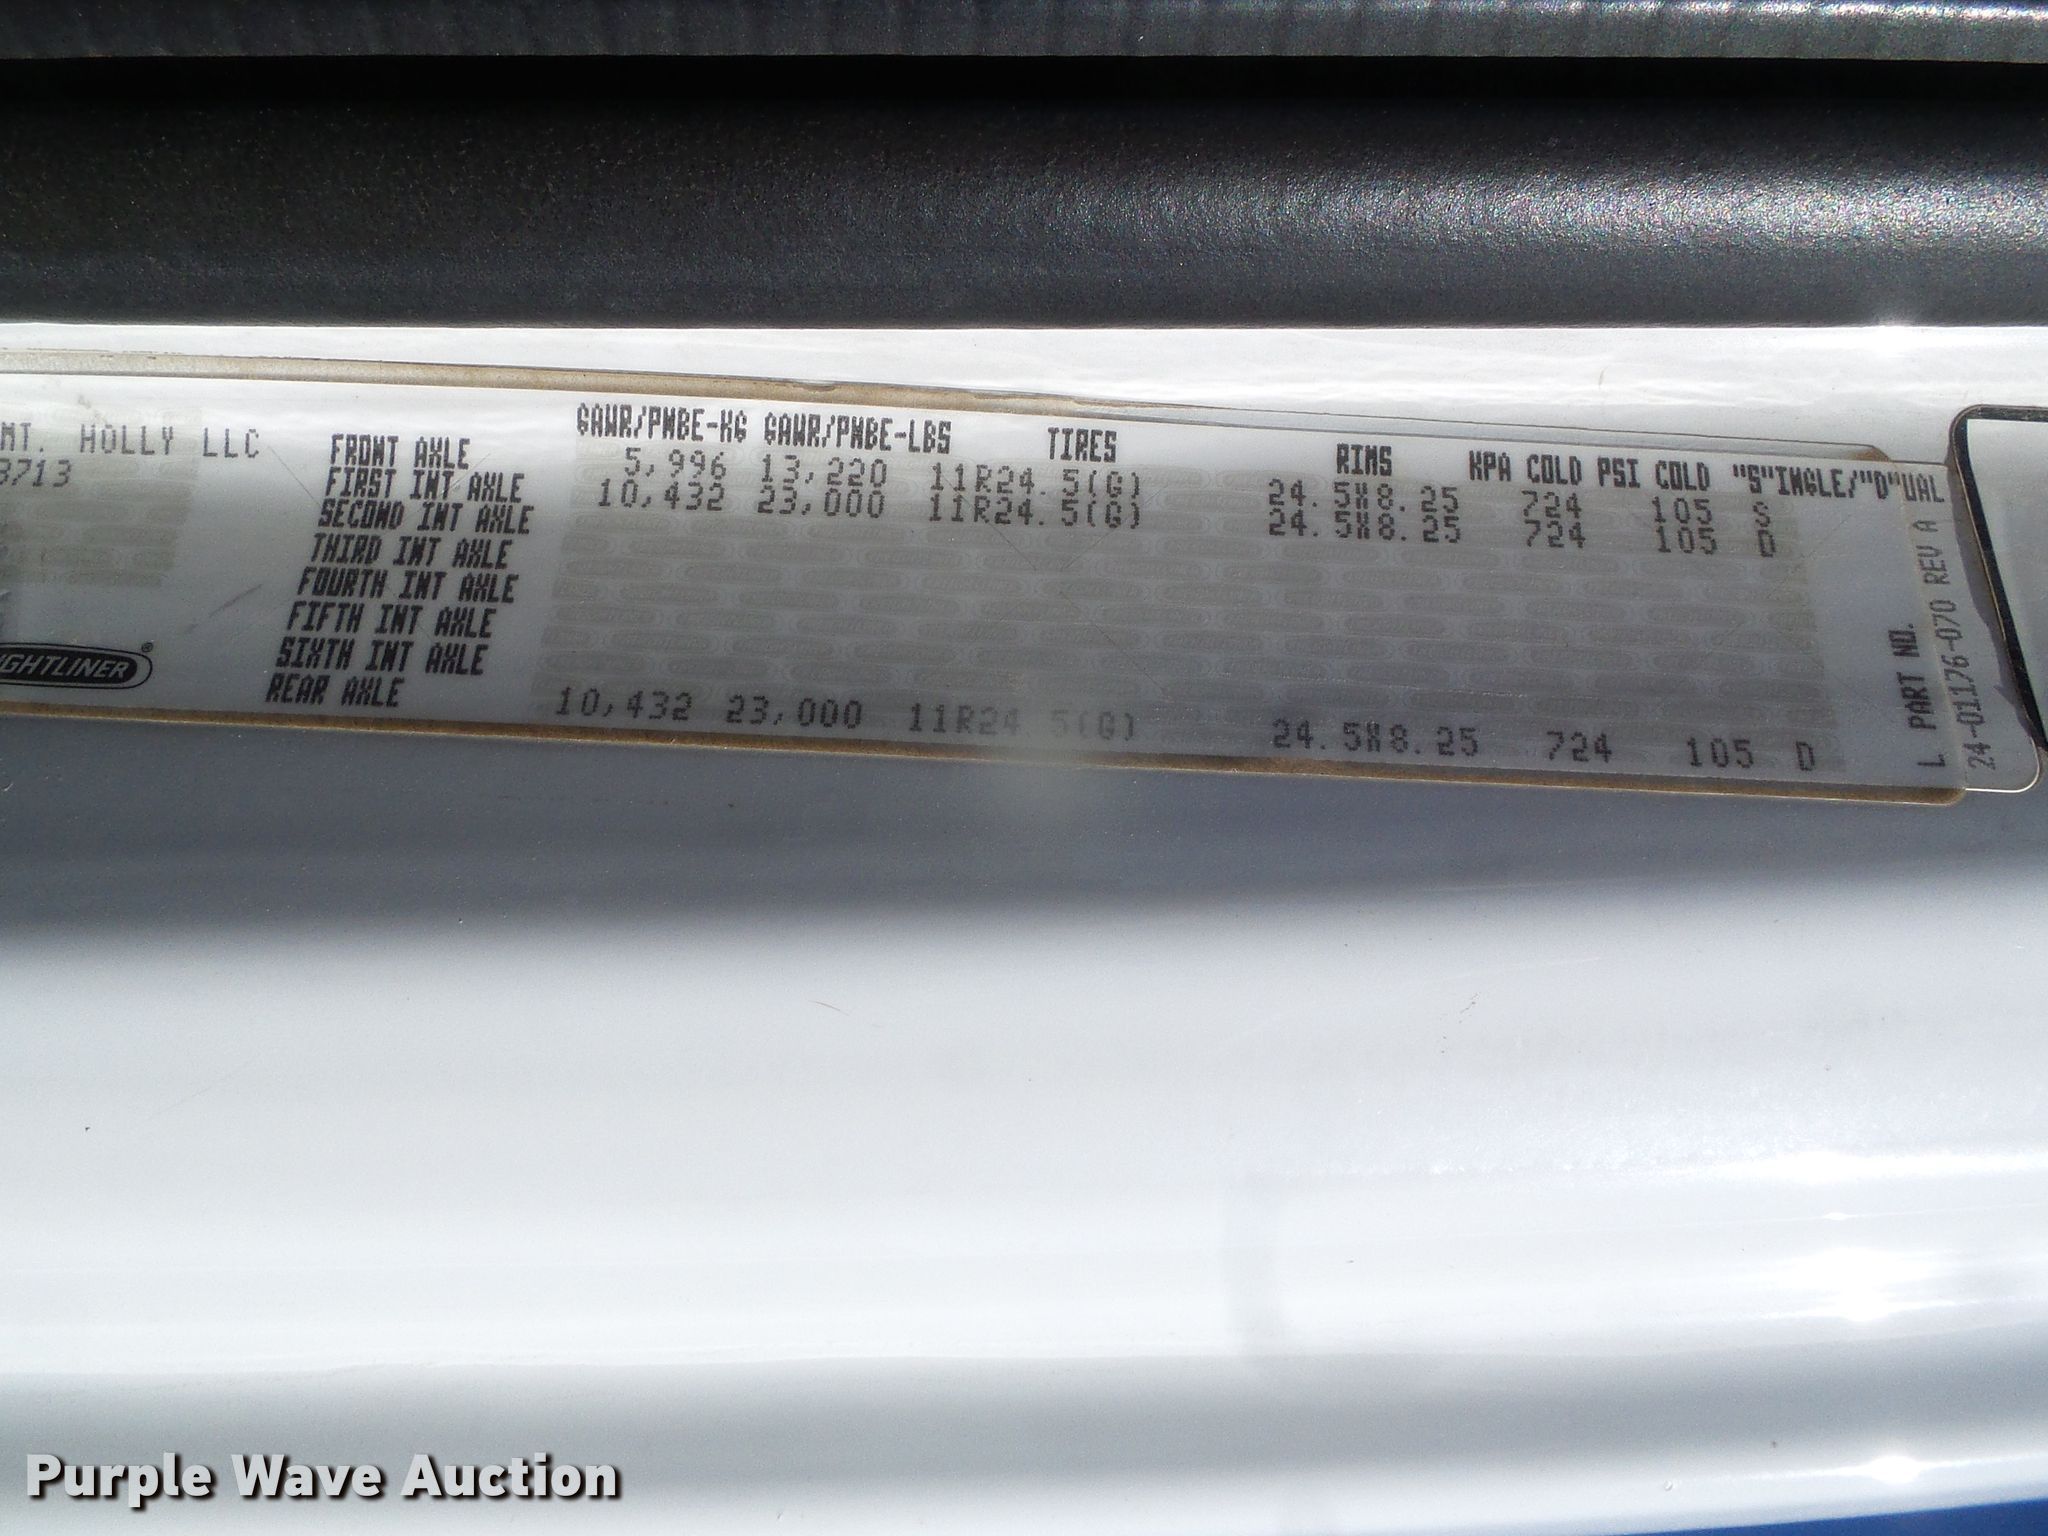 MT. HOLLY LLC
3713
GHTLINER®
GAWR/PNBE-KG GAWR/PNBE-LBS TIRES RIMS KPA COLD PSI COLD "S"INGLE/"D"UAL
FRONT AXLE 5,996 13,220 11R24.5(G) 24.5X8.25 724 105 S
FIRST INT AXLE 10,432 23,000 11R24.5(G) 24.5X8.25 724 105 D
SECOND INT AXLE
THIRD INT AXLE
FOURTH INT AXLE
FIFTH INT AXLE
SIXTH INT AXLE
REAR AXLE 10,432 23,000 11R24.5(G) 24.5X8.25 724 105 D
L PART NO.
24-01176-070 REV A
Purple Wave Auction